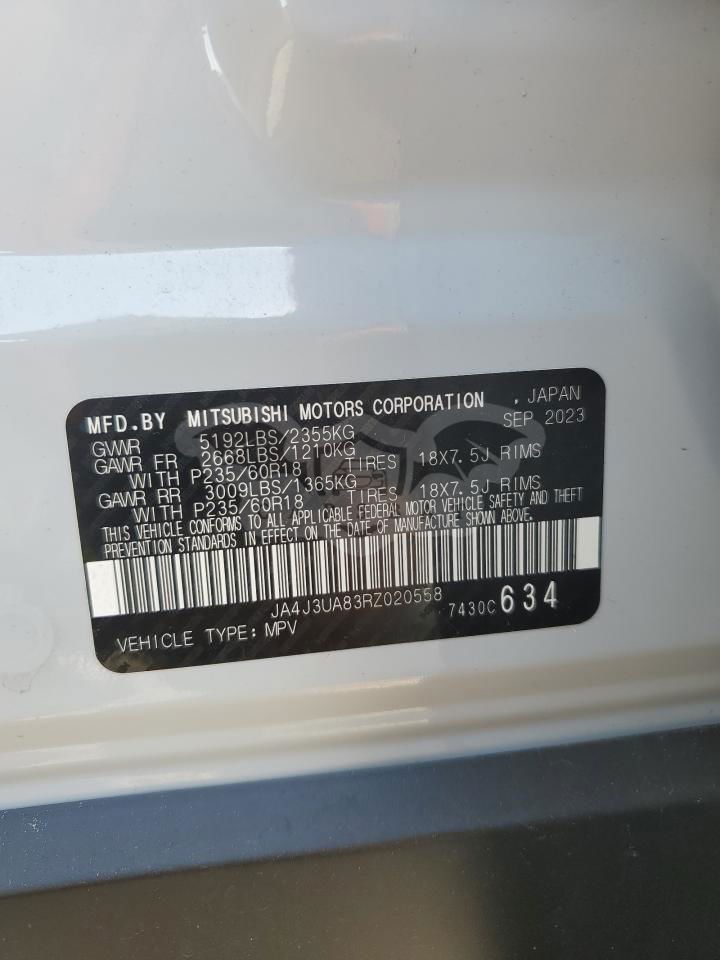 MFD.BY MITSUBISHI MOTORS CORPORATION , JAPAN
GVWR 5192LBS/2355KG SEP 2023
GAWR FR 2668LBS/1210KG
WITH P235/60R18 TIRES 18X7.5J RIMS
GAWR RR 3009LBS/1365KG
WITH P235/60R18 TIRES 18X7.5J RIMS
THIS VEHICLE CONFORMS TO ALL APPLICABLE FEDERAL MOTOR VEHICLE SAFETY AND THEFT
PREVENTION STANDARDS IN EFFECT ON THE DATE OF MANUFACTURE SHOWN ABOVE.
JA4J3UA83RZ020558 7430C 634
VEHICLE TYPE: MPV